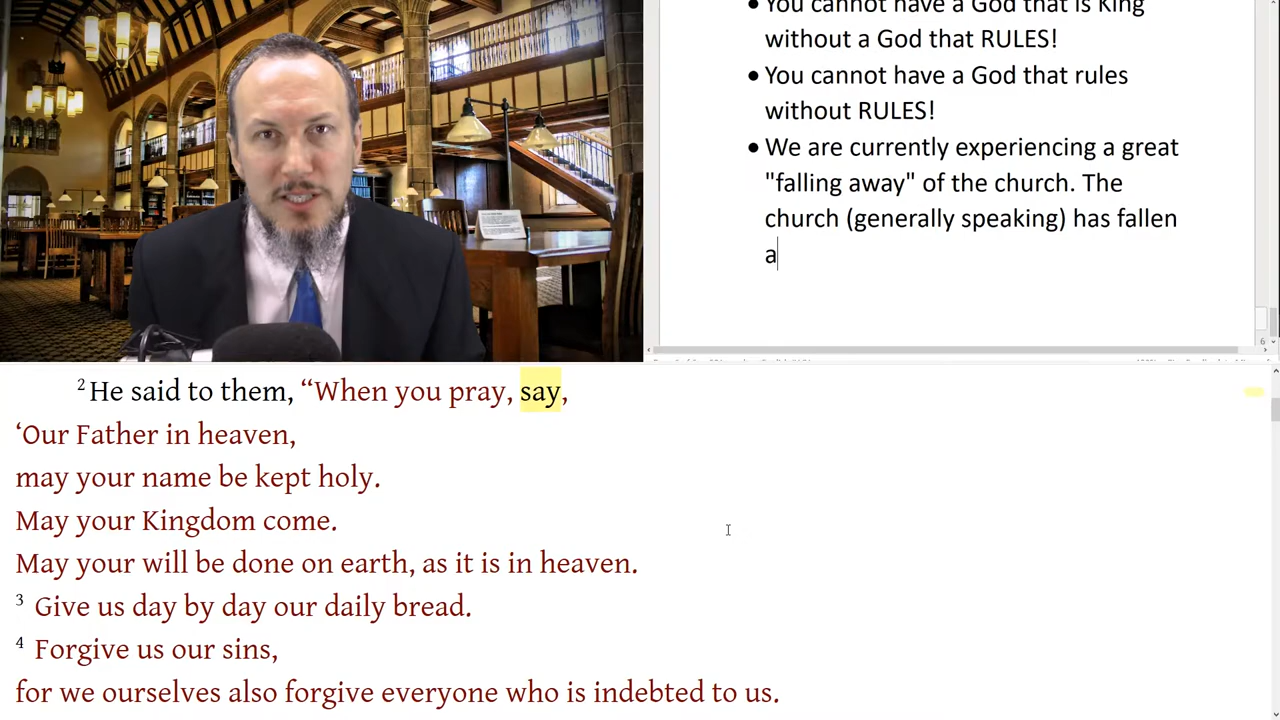 • You cannot have a God that is King
without a God that RULES!
• You cannot have a God that rules
without RULES!
• We are currently experiencing a great
"falling away" of the church. The
church (generally speaking) has fallen
a
6
2 He said to them, “When you pray, say,
‘Our Father in heaven,
may your name be kept holy.
May your Kingdom come.
May your will be done on earth, as it is in heaven.
3 Give us day by day our daily bread.
4 Forgive us our sins,
for we ourselves also forgive everyone who is indebted to us.